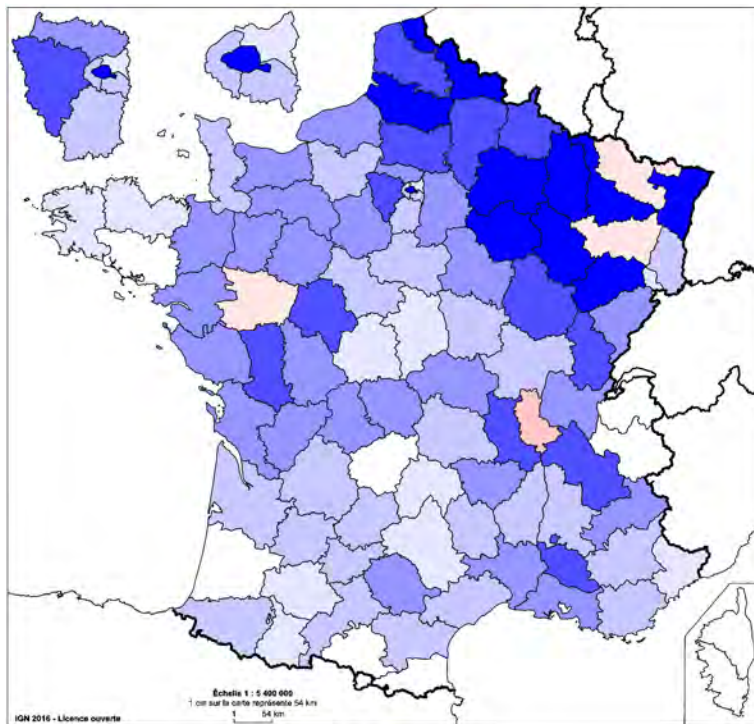 Échelle 1 : 5 400 000
1 cm sur la carte représente 54 km
1 54 km
IGN 2016 - Licence ouverte